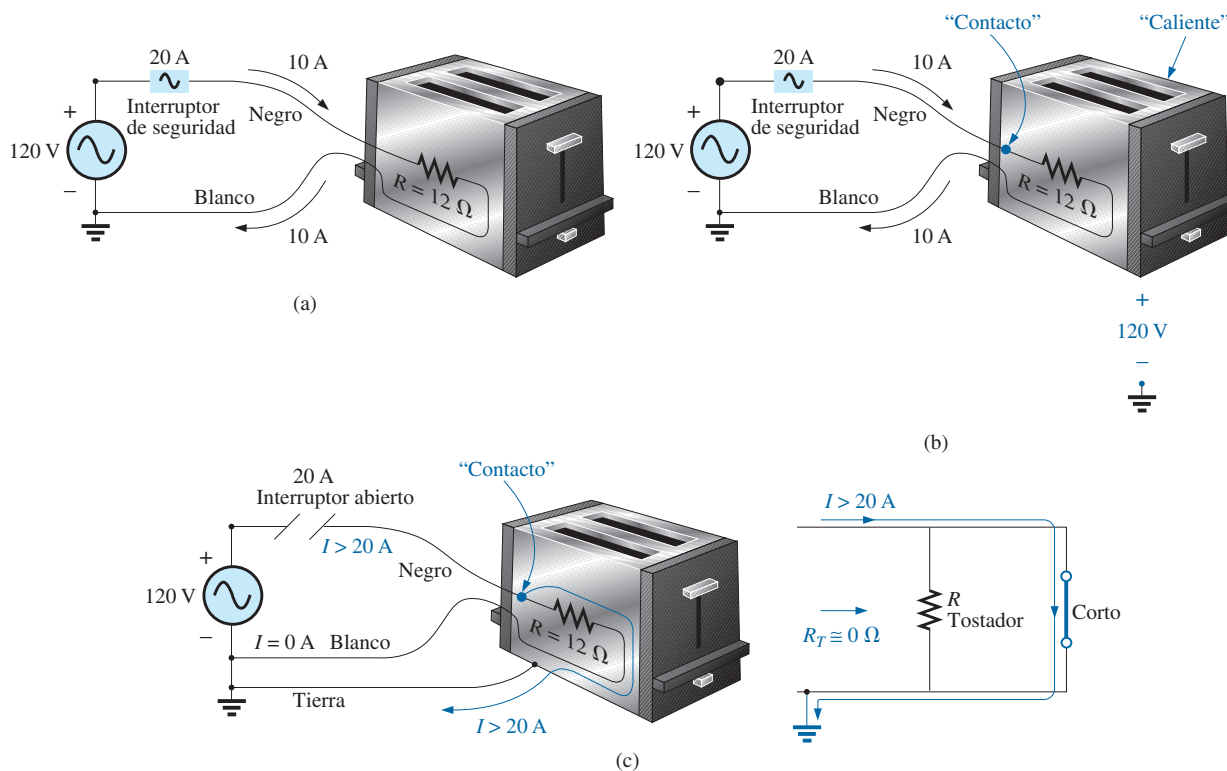 20 A
10 A
Interruptor
de seguridad
Negro
+
120 V
−
R = 12 Ω
Blanco
10 A
(a)
“Contacto”
“Caliente”
20 A
10 A
Interruptor
de seguridad
Negro
+
120 V
−
R = 12 Ω
Blanco
10 A
+
120 V
−
(b)
20 A
Interruptor abierto
“Contacto”
I > 20 A
Negro
+
120 V
−
R = 12 Ω
I = 0 A Blanco
Tierra
I > 20 A
I > 20 A
R
Tostador
Corto
R_T ≅ 0 Ω
(c)